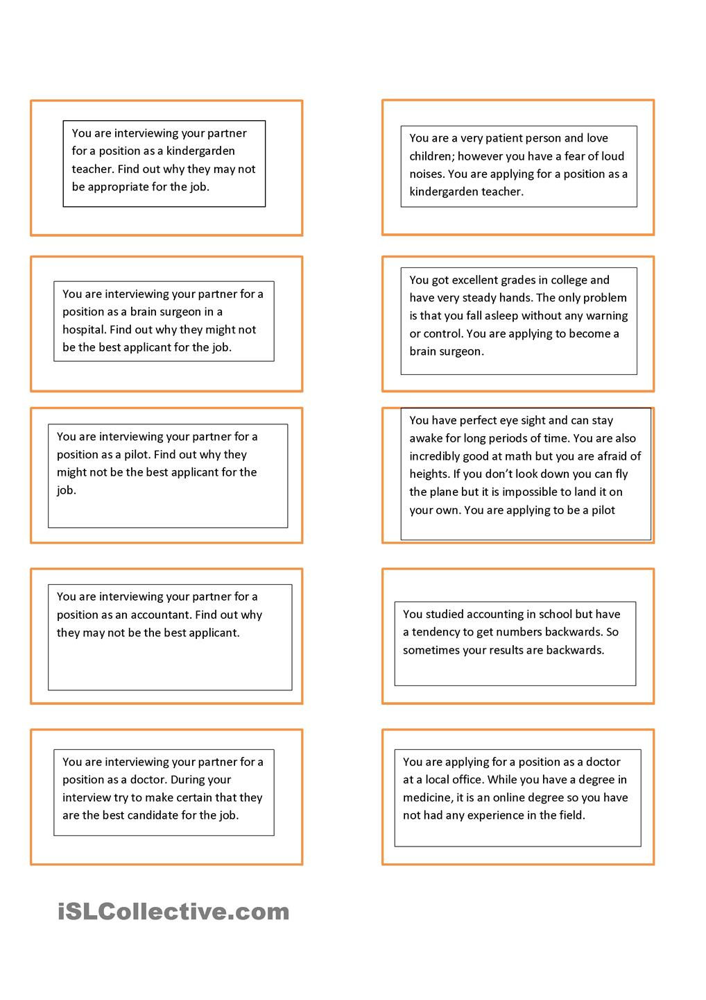 You are interviewing your partner
for a position as a kindergarden
teacher. Find out why they may not
be appropriate for the job.
You are a very patient person and love
children; however you have a fear of loud
noises. You are applying for a position as a
kindergarden teacher.
You are interviewing your partner for a
position as a brain surgeon in a
hospital. Find out why they might not
be the best applicant for the job.
You got excellent grades in college and
have very steady hands. The only problem
is that you fall asleep without any warning
or control. You are applying to become a
brain surgeon.
You are interviewing your partner for a
position as a pilot. Find out why they
might not be the best applicant for the
job.
You have perfect eye sight and can stay
awake for long periods of time. You are also
incredibly good at math but you are afraid of
heights. If you don’t look down you can fly
the plane but it is impossible to land it on
your own. You are applying to be a pilot
You are interviewing your partner for a
position as an accountant. Find out why
they may not be the best applicant.
You studied accounting in school but have
a tendency to get numbers backwards. So
sometimes your results are backwards.
You are interviewing your partner for a
position as a doctor. During your
interview try to make certain that they
are the best candidate for the job.
You are applying for a position as a doctor
at a local office. While you have a degree in
medicine, it is an online degree so you have
not had any experience in the field.
iSLCollective.com